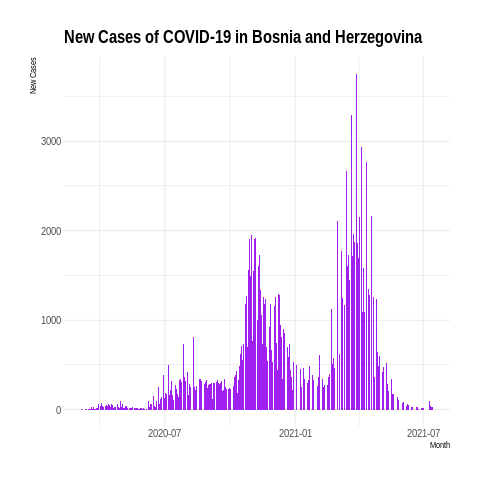 New Cases of COVID-19 in Bosnia and Herzegovina
New Cases
3000
2000
1000
0
2020-07 2021-01 2021-07
Month